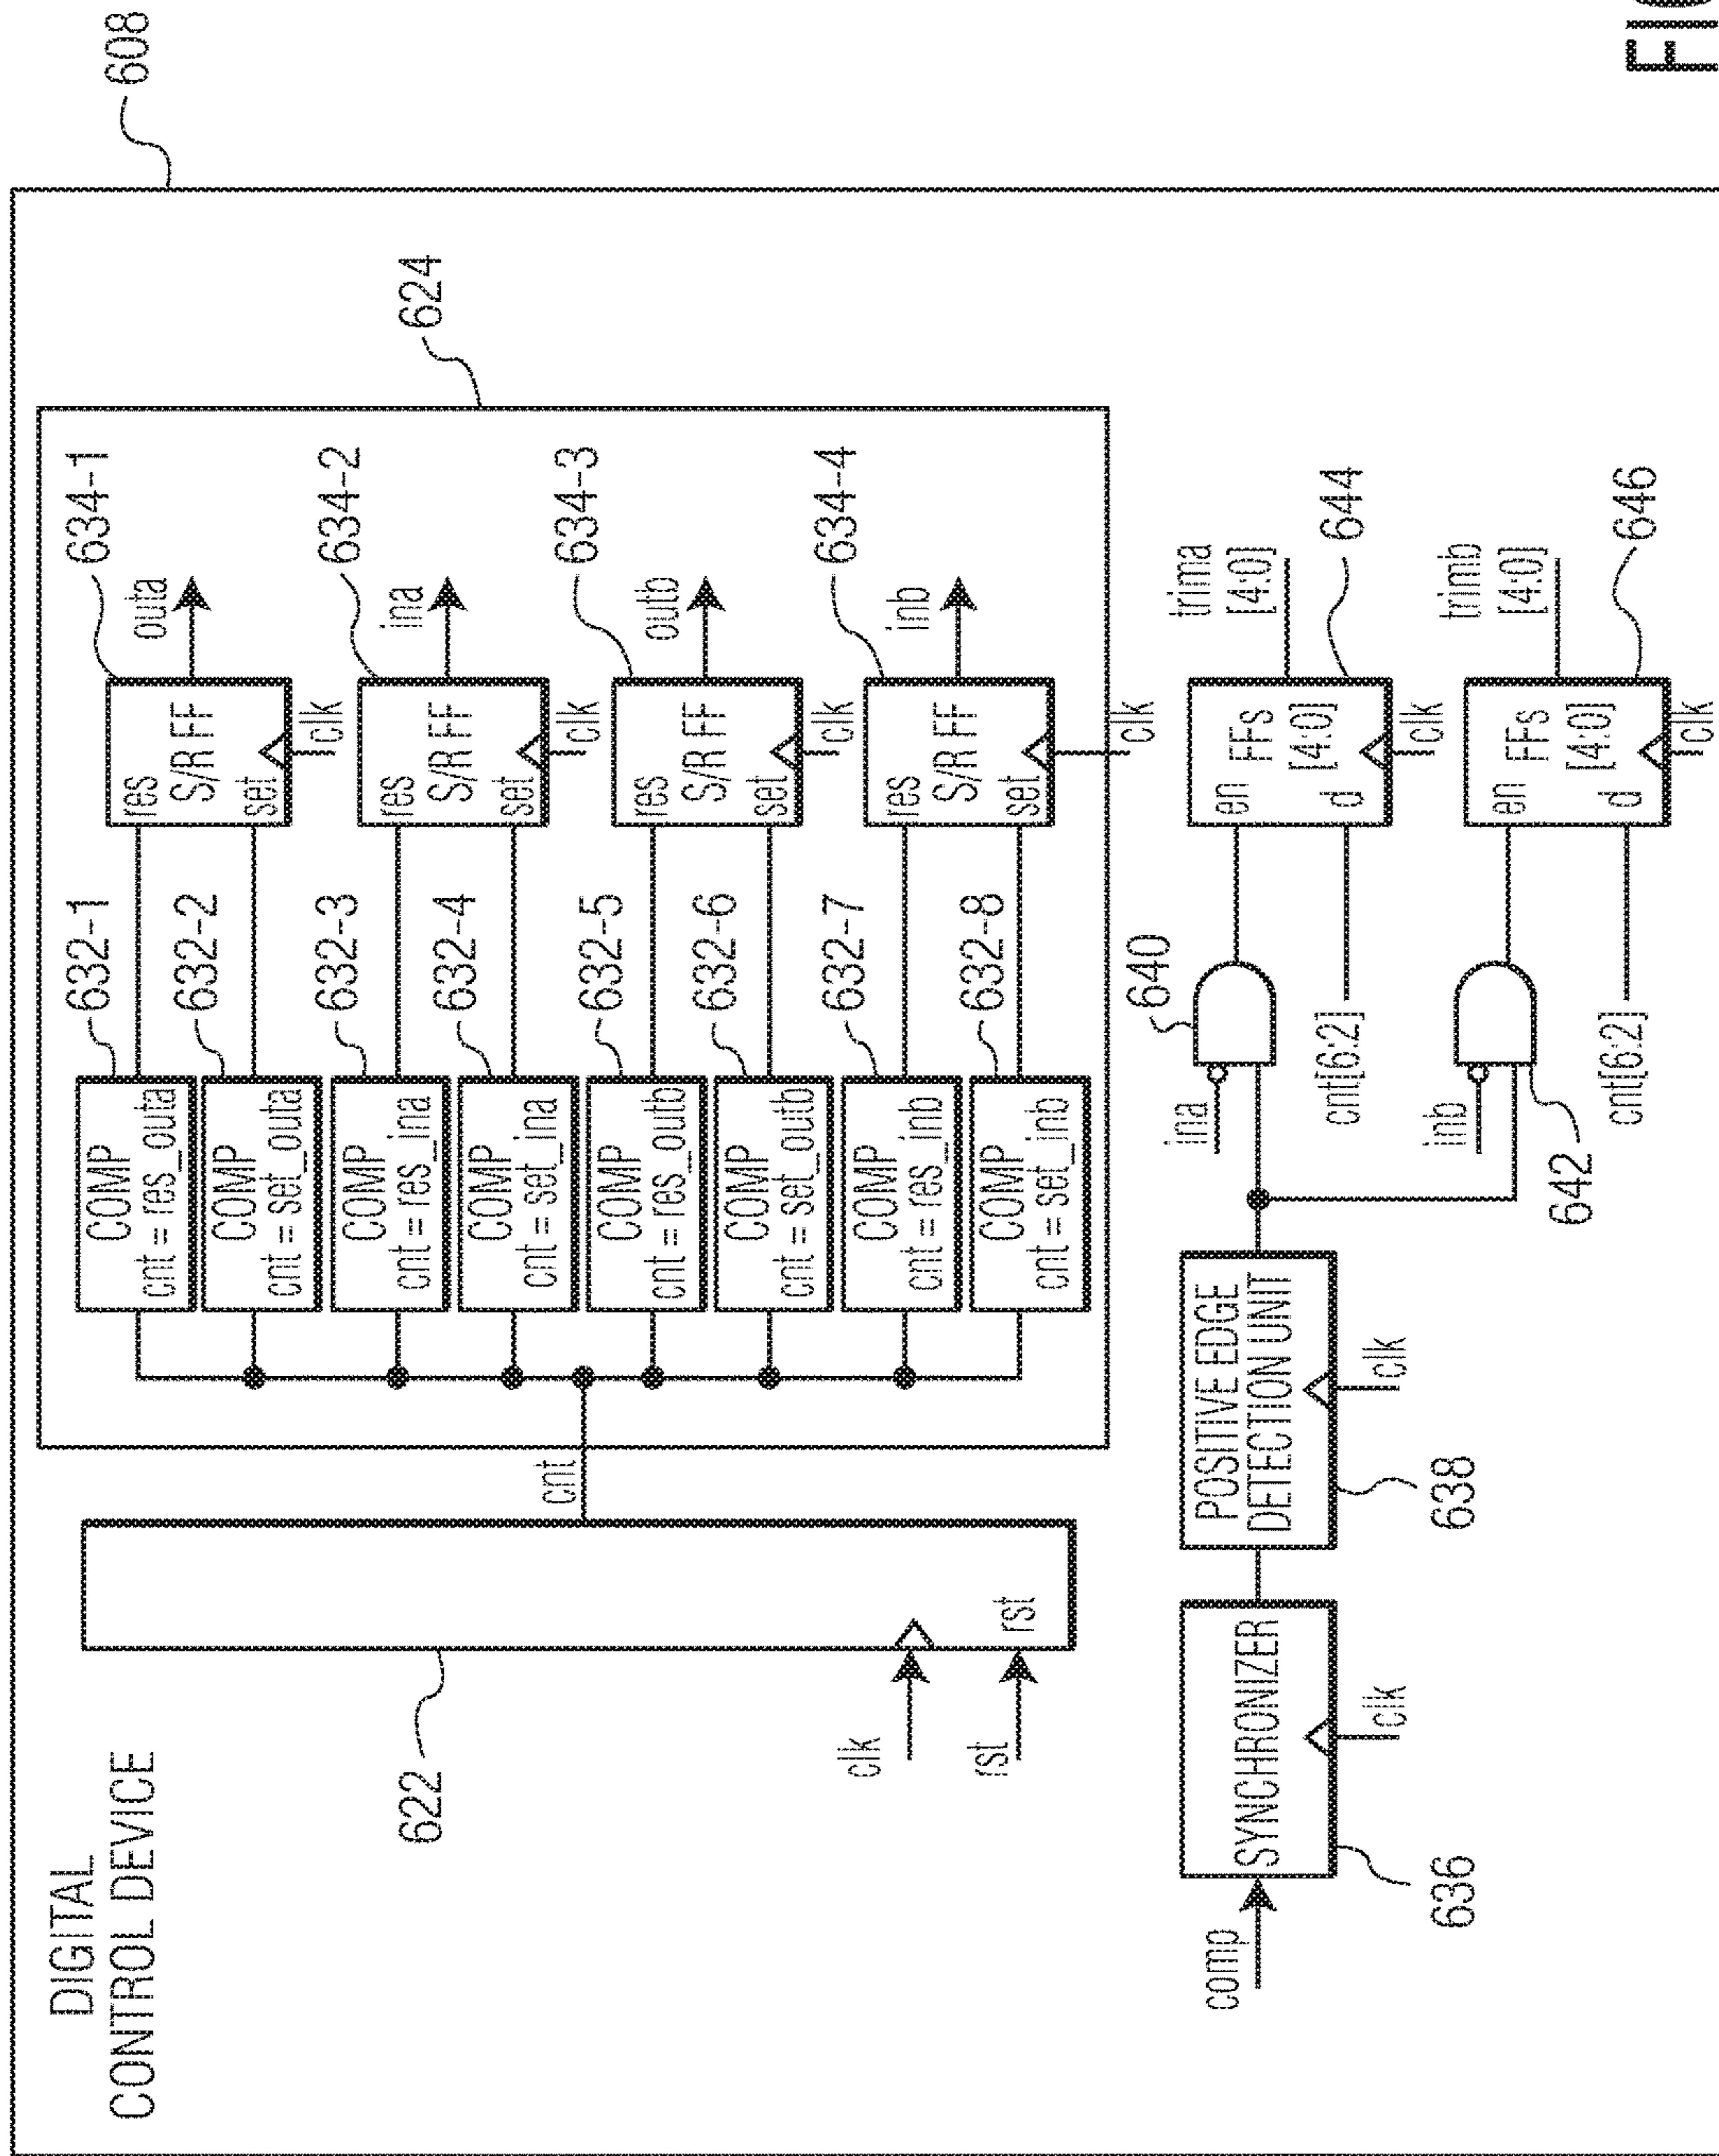 DIGITAL
CONTROL DEVICE
608
622
clk
rst
rst
cnt
624
COMP
cnt = res_outa
632-1
COMP
cnt = set_outa
632-2
COMP
cnt = res_ina
632-3
COMP
cnt = set_ina
632-4
COMP
cnt = res_outb
632-5
COMP
cnt = set_outb
632-6
COMP
cnt = res_inb
632-7
COMP
cnt = set_inb
632-8
634-1
res
S/R FF
set
clk
outa
634-2
res
S/R FF
set
clk
ina
634-3
res
S/R FF
set
clk
outb
634-4
res
S/R FF
set
clk
inb
comp
SYNCHRONIZER
clk
636
POSITIVE EDGE
DETECTION UNIT
clk
638
ina
640
cnt[6:2]
en
FFs
[4:0]
d
clk
trima
[4:0]
644
inb
642
cnt[6:2]
en
FFs
[4:0]
d
clk
trimb
[4:0]
646